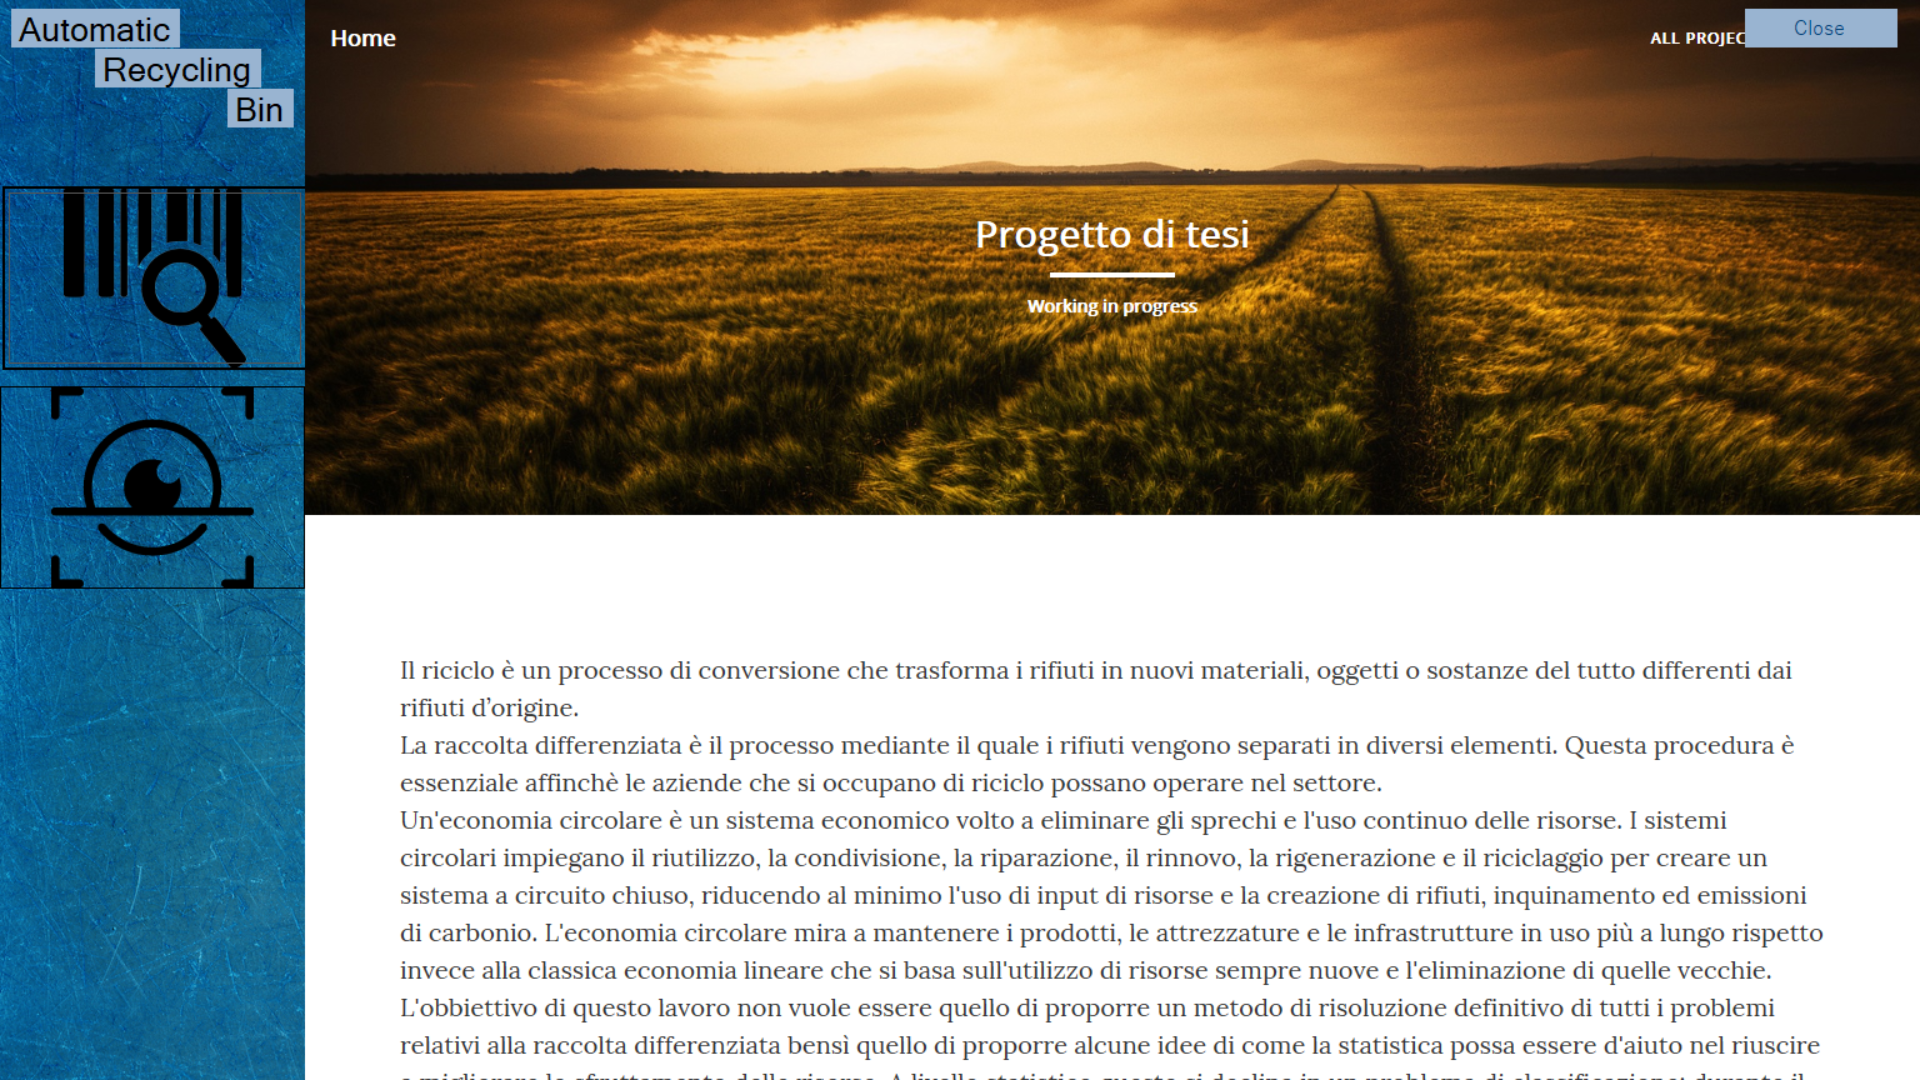 Automatic
Recycling
Bin
Home
ALL PROJEC
Close
Progetto di tesi
Working in progress
Il riciclo è un processo di conversione che trasforma i rifiuti in nuovi materiali, oggetti o sostanze del tutto differenti dai
rifiuti d’origine.
La raccolta differenziata è il processo mediante il quale i rifiuti vengono separati in diversi elementi. Questa procedura è
essenziale affinchè le aziende che si occupano di riciclo possano operare nel settore.
Un'economia circolare è un sistema economico volto a eliminare gli sprechi e l'uso continuo delle risorse. I sistemi
circolari impiegano il riutilizzo, la condivisione, la riparazione, il rinnovo, la rigenerazione e il riciclaggio per creare un
sistema a circuito chiuso, riducendo al minimo l'uso di input di risorse e la creazione di rifiuti, inquinamento ed emissioni
di carbonio. L'economia circolare mira a mantenere i prodotti, le attrezzature e le infrastrutture in uso più a lungo rispetto
invece alla classica economia lineare che si basa sull'utilizzo di risorse sempre nuove e l'eliminazione di quelle vecchie.
L'obbiettivo di questo lavoro non vuole essere quello di proporre un metodo di risoluzione definitivo di tutti i problemi
relativi alla raccolta differenziata bensì quello di proporre alcune idee di come la statistica possa essere d'aiuto nel riuscire